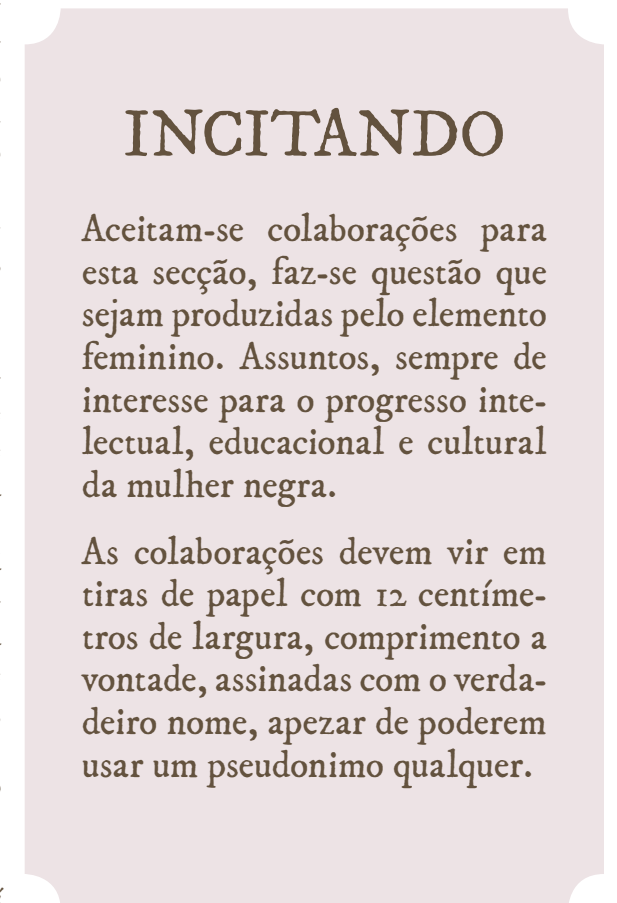 INCITANDO
Aceitam-se colaborações para
esta secção, faz-se questão que
sejam produzidas pelo elemento
feminino. Assuntos, sempre de
interesse para o progresso inte-
lectual, educacional e cultural
da mulher negra.
As colaborações devem vir em
tiras de papel com 12 centíme-
tros de largura, comprimento a
vontade, assinadas com o verda-
deiro nome, apezar de poderem
usar um pseudonimo qualquer.